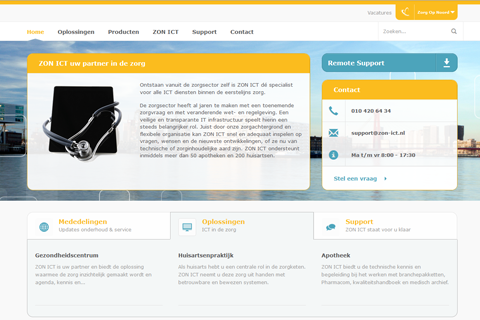 Vacatures
Zorg Op Noord
Home Oplossingen Producten ZON ICT Support Contact
Zoeken...
ZON ICT uw partner in de zorg
Ontstaan vanuit de zorgsector zelf is ZON ICT dé specialist
voor alle ICT diensten binnen de eerstelijns zorg.
De zorgsector heeft al jaren te maken met een toenemende
zorgvraag en met veranderende wet- en regelgeving. Een
veilige en transparante IT infrastructuur speelt hierin een
steeds belangrijker rol. Juist door onze zorgachtergrond en
flexibele organisatie kan ZON ICT snel en adequaat inspelen op
vragen, wensen en de nieuwste ontwikkelingen, of ze nu van
technische of zorginhoudelijke aard zijn. ZON ICT ondersteunt
inmiddels meer dan 50 apotheken en 200 huisartsen.
Remote Support
Contact
010 420 64 34
support@zon-ict.nl
Ma t/m vr 8:00 - 17:30
Stel een vraag
Mededelingen
Updates onderhoud & service
Oplossingen
ICT in de zorg
Support
ZON ICT staat voor u klaar
Gezondheidscentrum
ZON ICT is uw partner en biedt de oplossing
waarmee de zorg inzichtelijk gemaakt wordt en
agenda, kennis en...
Huisartsenpraktijk
Als huisarts hebt u een centrale rol in de zorgketen.
ZON ICT neemt u deze zorg uit handen met
betrouwbare en bewezen systemen.
Apotheek
ZON ICT biedt u de technische kennis en
begeleiding bij het werken met branchepakketten,
Pharmacom, kwaliteitshandboek en medisch archief.